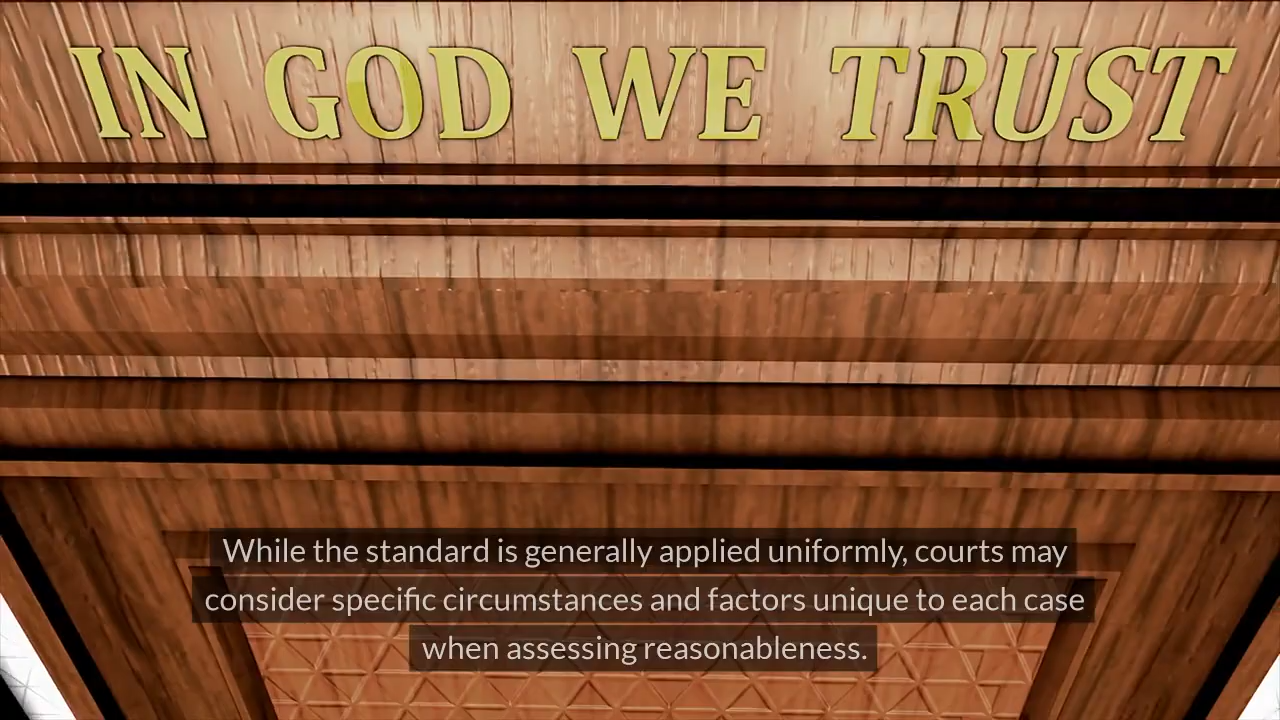 IN GOD WE TRUST
While the standard is generally applied uniformly, courts may
consider specific circumstances and factors unique to each case
when assessing reasonableness.